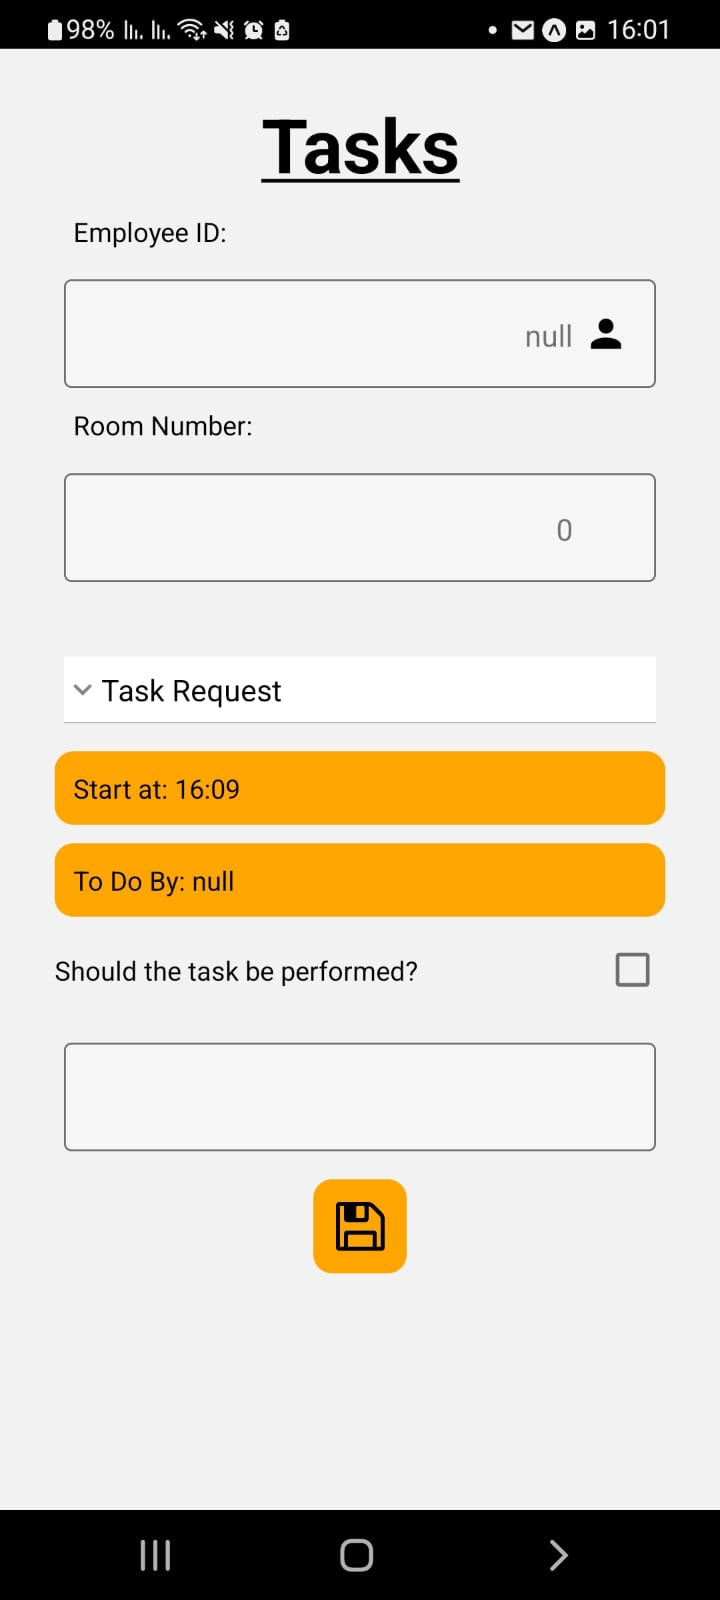 98% 16:01
Tasks
Employee ID:
null
Room Number:
0
Task Request
Start at: 16:09
To Do By: null
Should the task be performed?